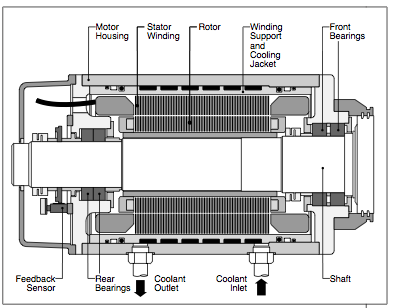 Motor
Housing
Stator
Winding
Rotor
Winding
Support
and
Cooling
Jacket
Front
Bearings
Feedback
Sensor
Rear
Bearings
Coolant
Outlet
Coolant
Inlet
Shaft